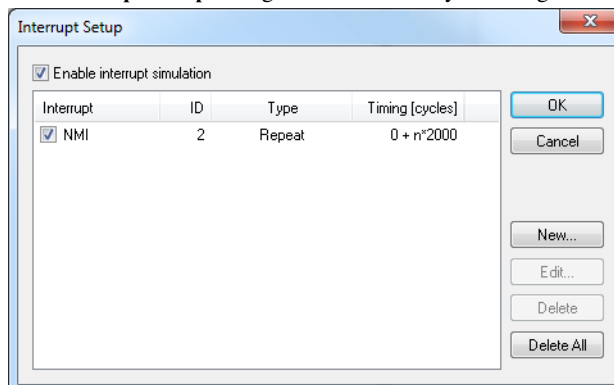 Interrupt Setup
Enable interrupt simulation
Interrupt ID Type Timing [cycles]
NMI 2 Repeat 0 + n*2000
OK
Cancel
New...
Edit...
Delete
Delete All